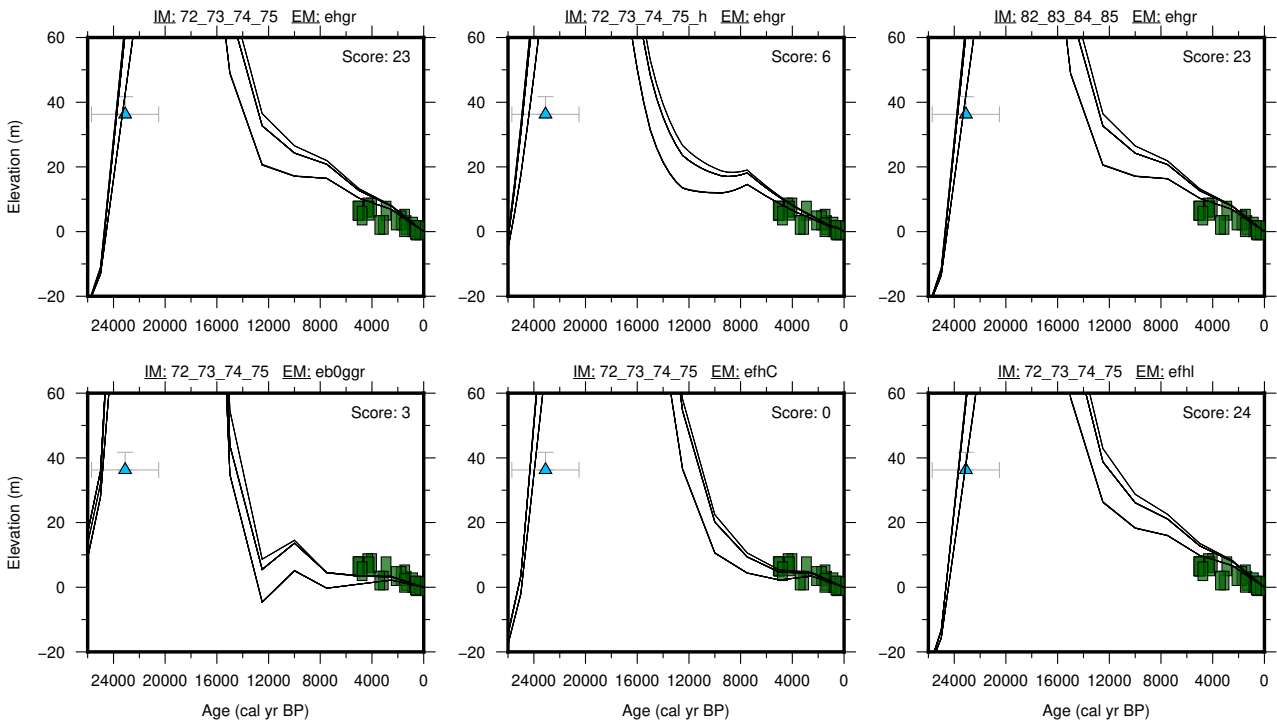 IM: 72_73_74_75 EM: ehgr
IM: 72_73_74_75_h EM: ehgr
IM: 82_83_84_85 EM: ehgr
60
40
20
0
−20
Elevation (m)
Score: 23
24000 20000 16000 12000 8000 4000 0
60
40
20
0
−20
Score: 6
24000 20000 16000 12000 8000 4000 0
60
40
20
0
−20
Score: 23
24000 20000 16000 12000 8000 4000 0
IM: 72_73_74_75 EM: eb0ggr
IM: 72_73_74_75 EM: efhC
IM: 72_73_74_75 EM: efhl
60
40
20
0
−20
Elevation (m)
Score: 3
24000 20000 16000 12000 8000 4000 0
Age (cal yr BP)
60
40
20
0
−20
Score: 0
24000 20000 16000 12000 8000 4000 0
Age (cal yr BP)
60
40
20
0
−20
Score: 24
24000 20000 16000 12000 8000 4000 0
Age (cal yr BP)